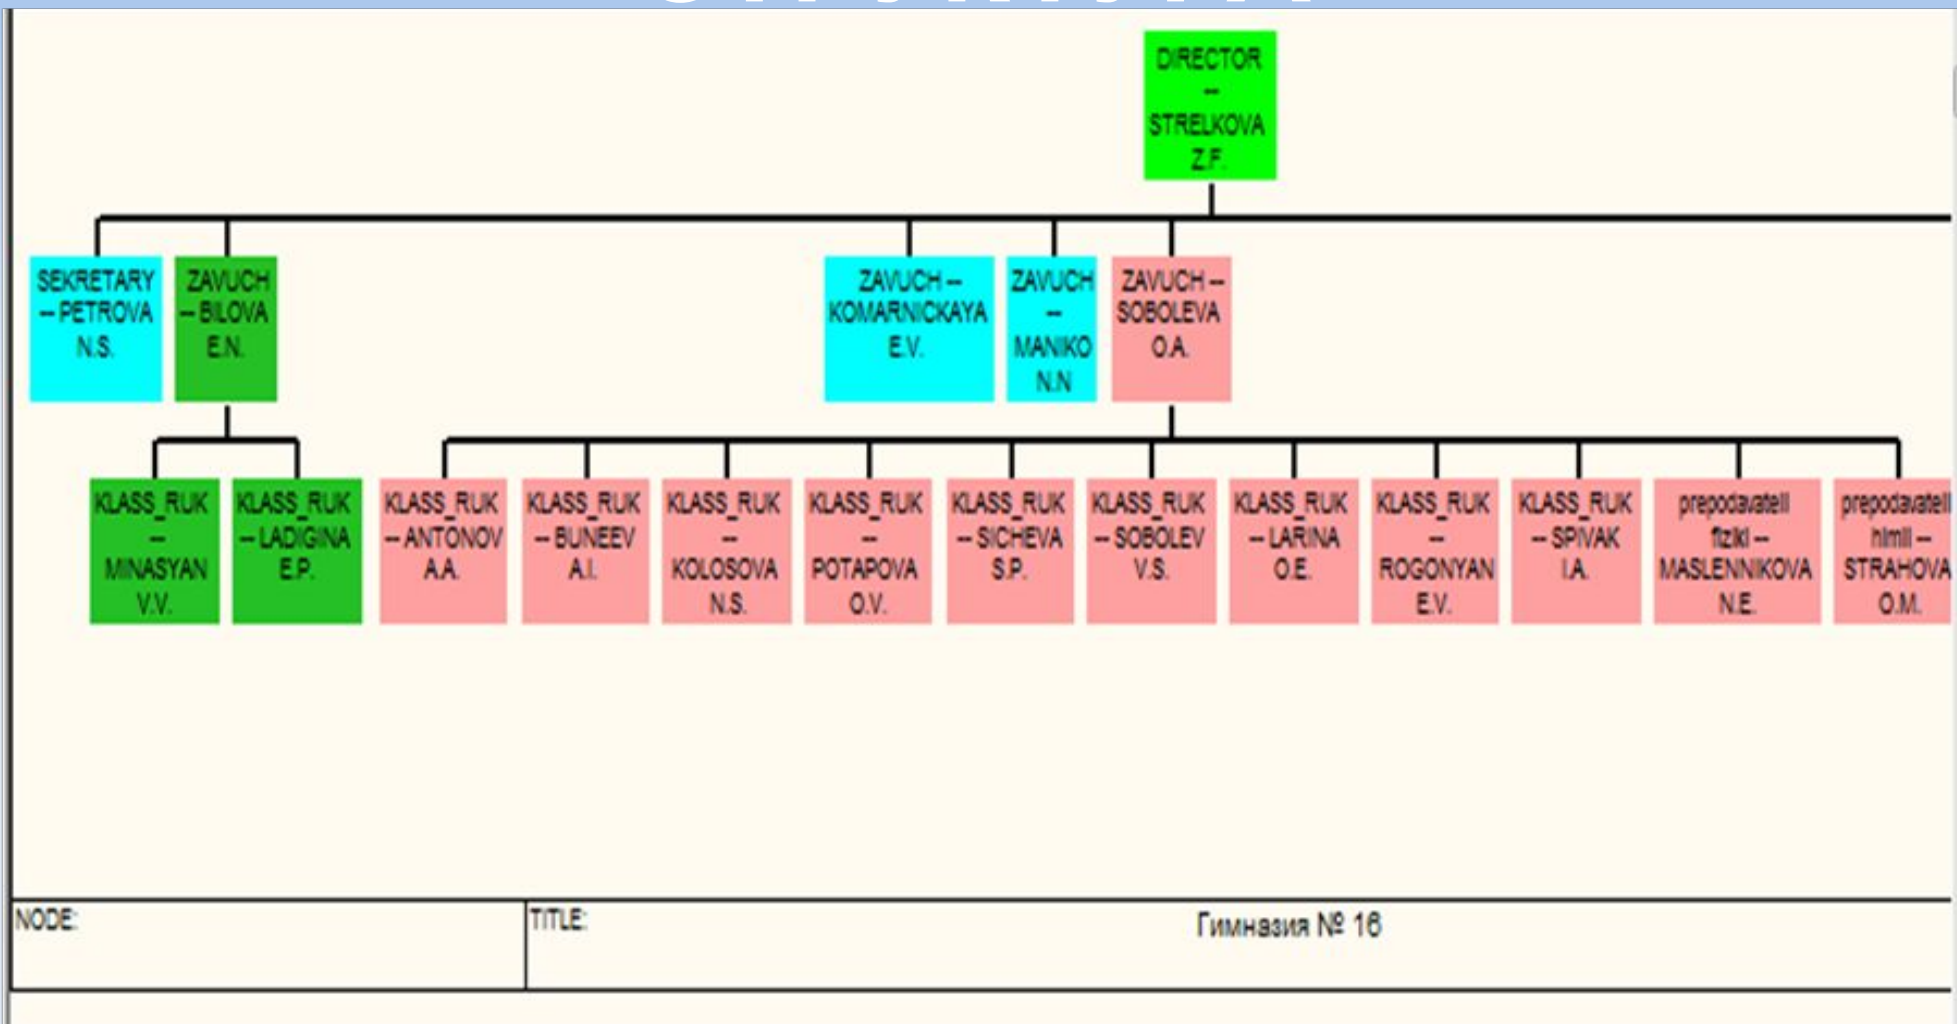 DIRECTOR
--
STRELKOVA
Z.F.
SEKRETARY
-- PETROVA
N.S.
ZAVUCH
-- BILOVA
E.N.
ZAVUCH --
KOMARNICKAYA
E.V.
ZAVUCH
--
MANIKO
N.N
ZAVUCH --
SOBOLEVA
O.A.
KLASS_RUK
--
MINASYAN
V.V.
KLASS_RUK
-- LADIGINA
E.P.
KLASS_RUK
-- ANTONOV
A.A.
KLASS_RUK
-- BUNEEV
A.I.
KLASS_RUK
--
KOLOSOVA
N.S.
KLASS_RUK
--
POTAPOVA
O.V.
KLASS_RUK
-- SICHEVA
S.P.
KLASS_RUK
-- SOBOLEV
V.S.
KLASS_RUK
-- LARINA
O.E.
KLASS_RUK
--
ROGONYAN
E.V.
KLASS_RUK
-- SPIVAK
I.A.
prepodavateli
fiziki --
MASLENNIKOVA
N.E.
prepodavateli
himii --
STRAHOVA
O.M.
NODE:
TITLE:
Гимназия № 16